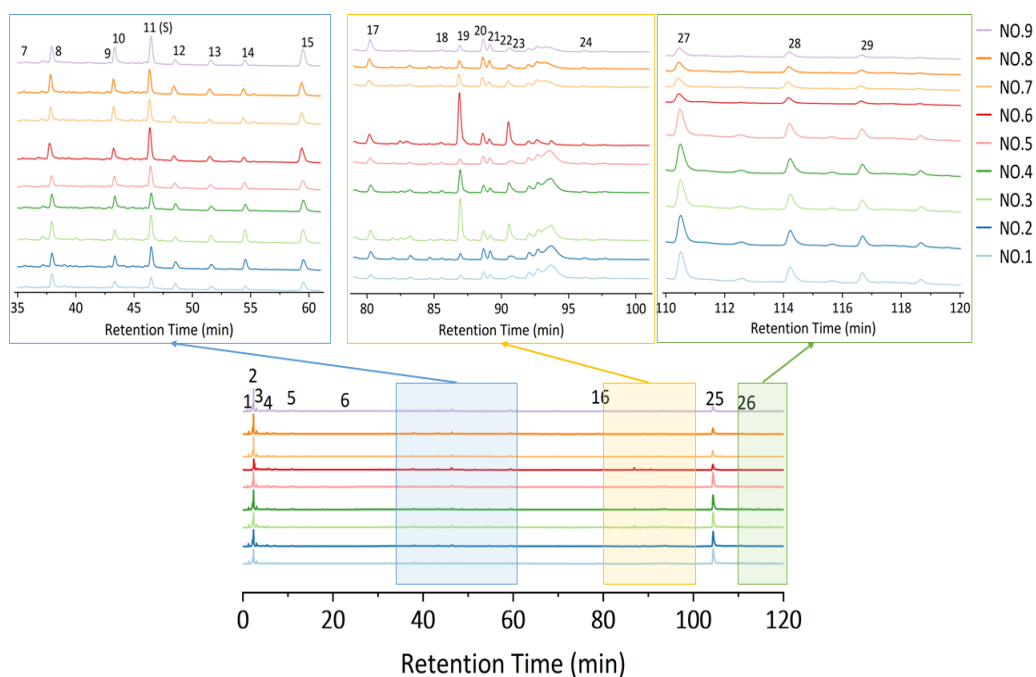 11 (S)
7 8 9 10 12 13 14 15
35 40 45 50 55 60
Retention Time (min)
17 18 19 20 21 22 23 24
80 85 90 95 100
Retention Time (min)
27 28 29
110 112 114 116 118 120
Retention Time (min)
NO.9
NO.8
NO.7
NO.6
NO.5
NO.4
NO.3
NO.2
NO.1
2
1 3 4 5 6 16 25 26
0 20 40 60 80 100 120
Retention Time (min)